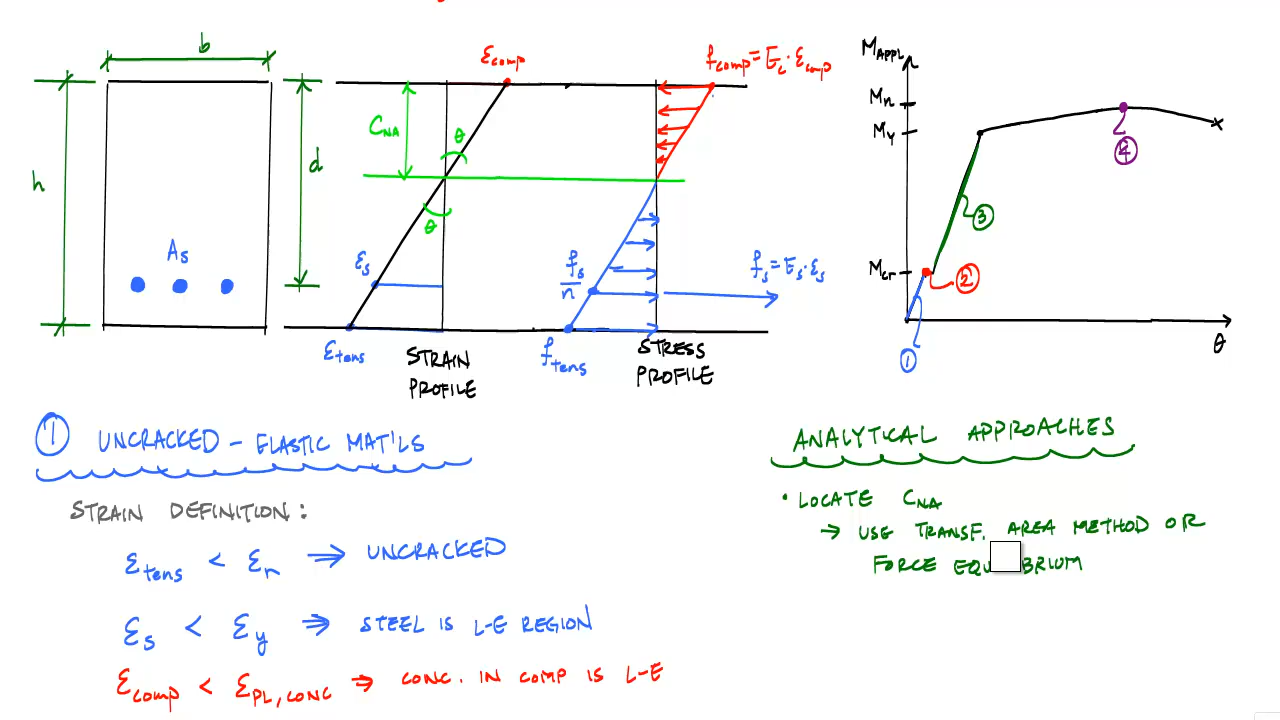 b
h
d
As
εcomp
CNA
θ
θ
εs
εtens
STRAIN
PROFILE
fcomp = Ec · εcomp
fs/n
fs = Es · εs
ftens
STRESS
PROFILE
MAPPL
Mn
My
Mcr
θ
①
②
③
④
① UNCRACKED – ELASTIC MAT'LS
STRAIN DEFINITION:
εtens < εr ⇒ UNCRACKED
εs < εy ⇒ STEEL IS L-E REGION
εcomp < εPL,CONC ⇒ CONC. IN COMP IS L-E
ANALYTICAL APPROACHES
• LOCATE CNA
→ USE TRANSF. AREA METHOD OR
FORCE